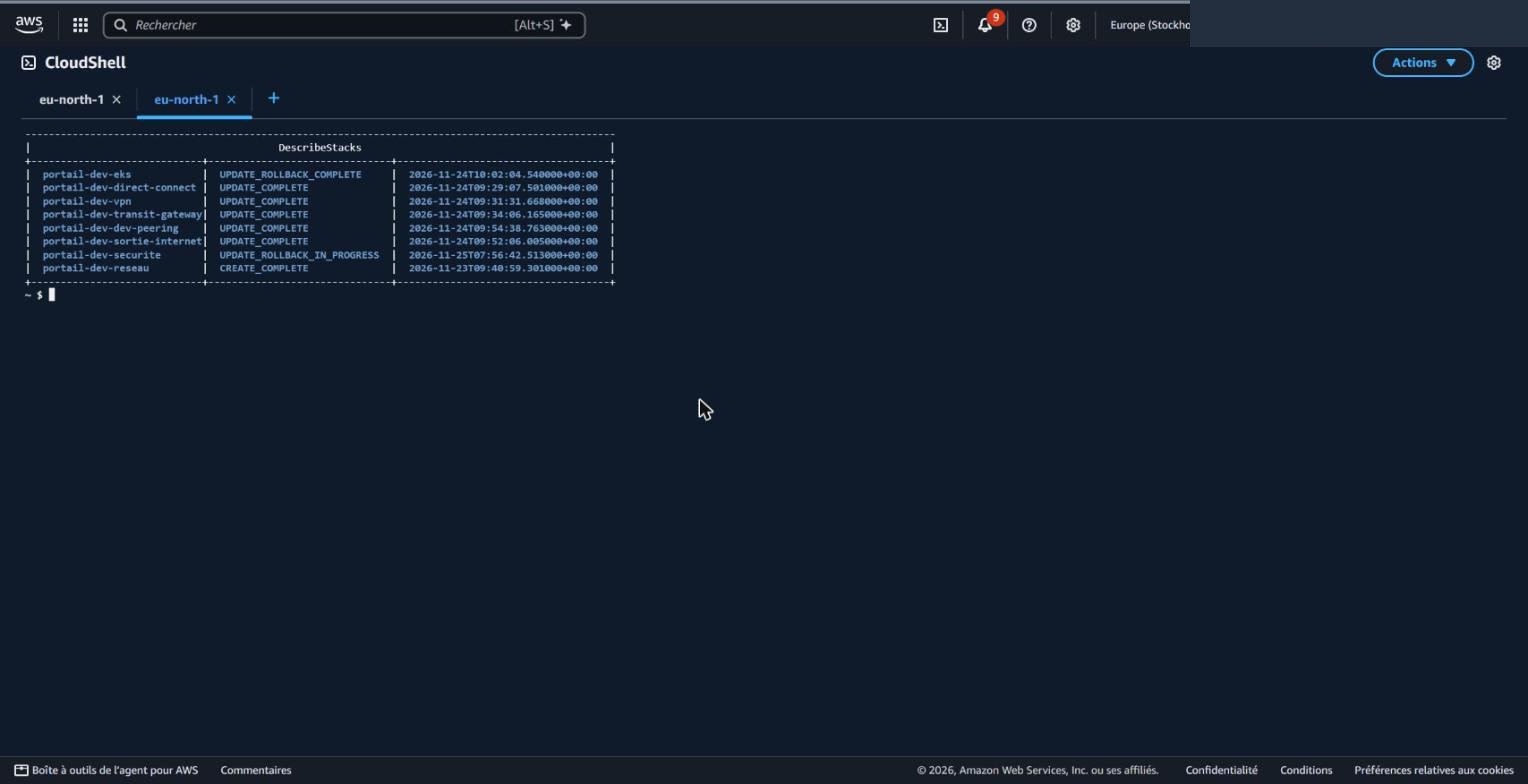 aws Rechercher [Alt+S] 9 Europe (Stockho
CloudShell Actions
eu-north-1 eu-north-1 +
-----------------------------------------------------------------------------------------------
| DescribeStacks |
+-----------------------------+-------------------------------+-----------------------------------+
| portail-dev-eks | UPDATE_ROLLBACK_COMPLETE | 2026-11-24T10:02:04.540000+00:00 |
| portail-dev-direct-connect | UPDATE_COMPLETE | 2026-11-24T09:29:07.501000+00:00 |
| portail-dev-vpn | UPDATE_COMPLETE | 2026-11-24T09:31:31.668000+00:00 |
| portail-dev-transit-gateway| UPDATE_COMPLETE | 2026-11-24T09:34:06.165000+00:00 |
| portail-dev-dev-peering | UPDATE_COMPLETE | 2026-11-24T09:54:38.763000+00:00 |
| portail-dev-sortie-internet| UPDATE_COMPLETE | 2026-11-24T09:52:06.005000+00:00 |
| portail-dev-securite | UPDATE_ROLLBACK_IN_PROGRESS | 2026-11-25T07:56:42.513000+00:00 |
| portail-dev-reseau | CREATE_COMPLETE | 2026-11-23T09:40:59.301000+00:00 |
+-----------------------------+-------------------------------+-----------------------------------+
~ $
Boîte à outils de l'agent pour AWS Commentaires © 2026, Amazon Web Services, Inc. ou ses affiliés. Confidentialité Conditions Préférences relatives aux cookies